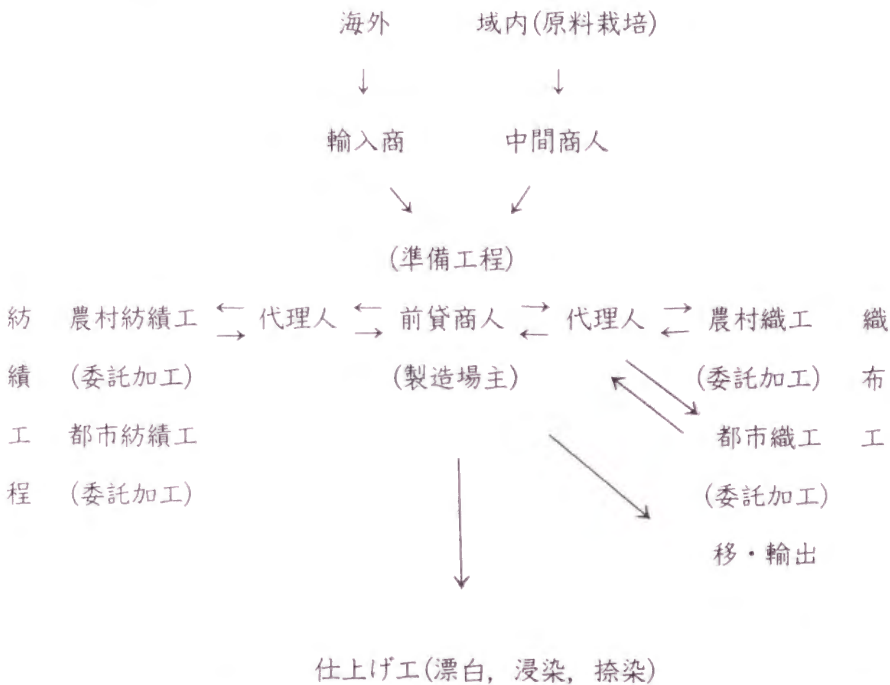 海外 域内(原料栽培)
↓ ↓
輸入商 中間商人
↘ ↙
(準備工程)
紡 農村紡績工 ←→ 代理人 ←→ 前貸商人 →← 代理人 →← 農村織工 織
績 (委託加工) (製造場主) (委託加工) 布
工 都市紡績工 都市織工 工
程 (委託加工) (委託加工)
移・輸出
仕上げ工(漂白, 浸染, 捺染)